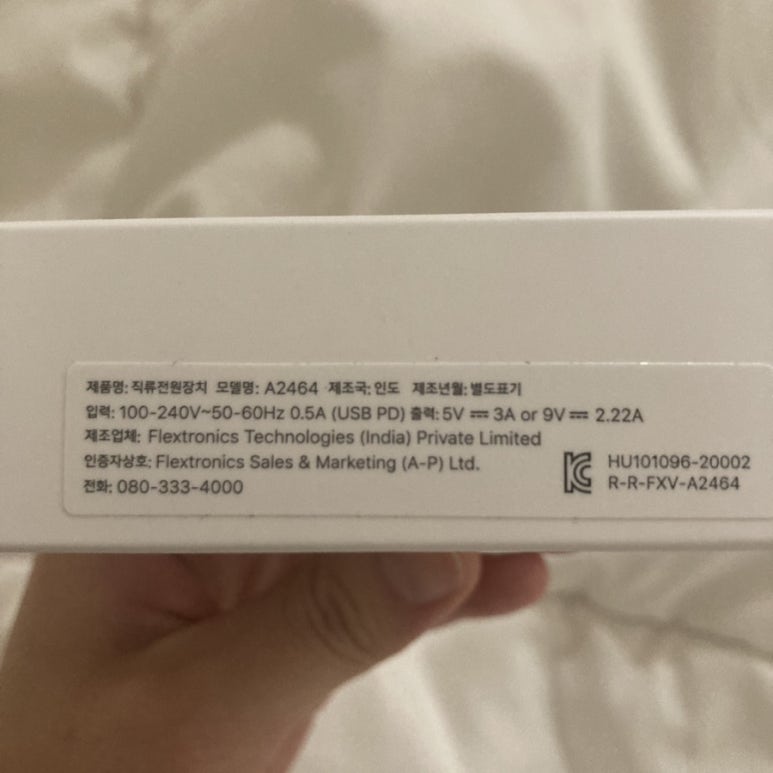 제품명: 직류전원장치 모델명: A2464 제조국: 인도 제조년월: 별도표기
입력: 100-240V~50-60Hz 0.5A (USB PD) 출력: 5V ⎓ 3A or 9V ⎓ 2.22A
제조업체: Flextronics Technologies (India) Private Limited
인증자상호: Flextronics Sales & Marketing (A-P) Ltd.
전화: 080-333-4000
HU101096-20002
R-R-FXV-A2464